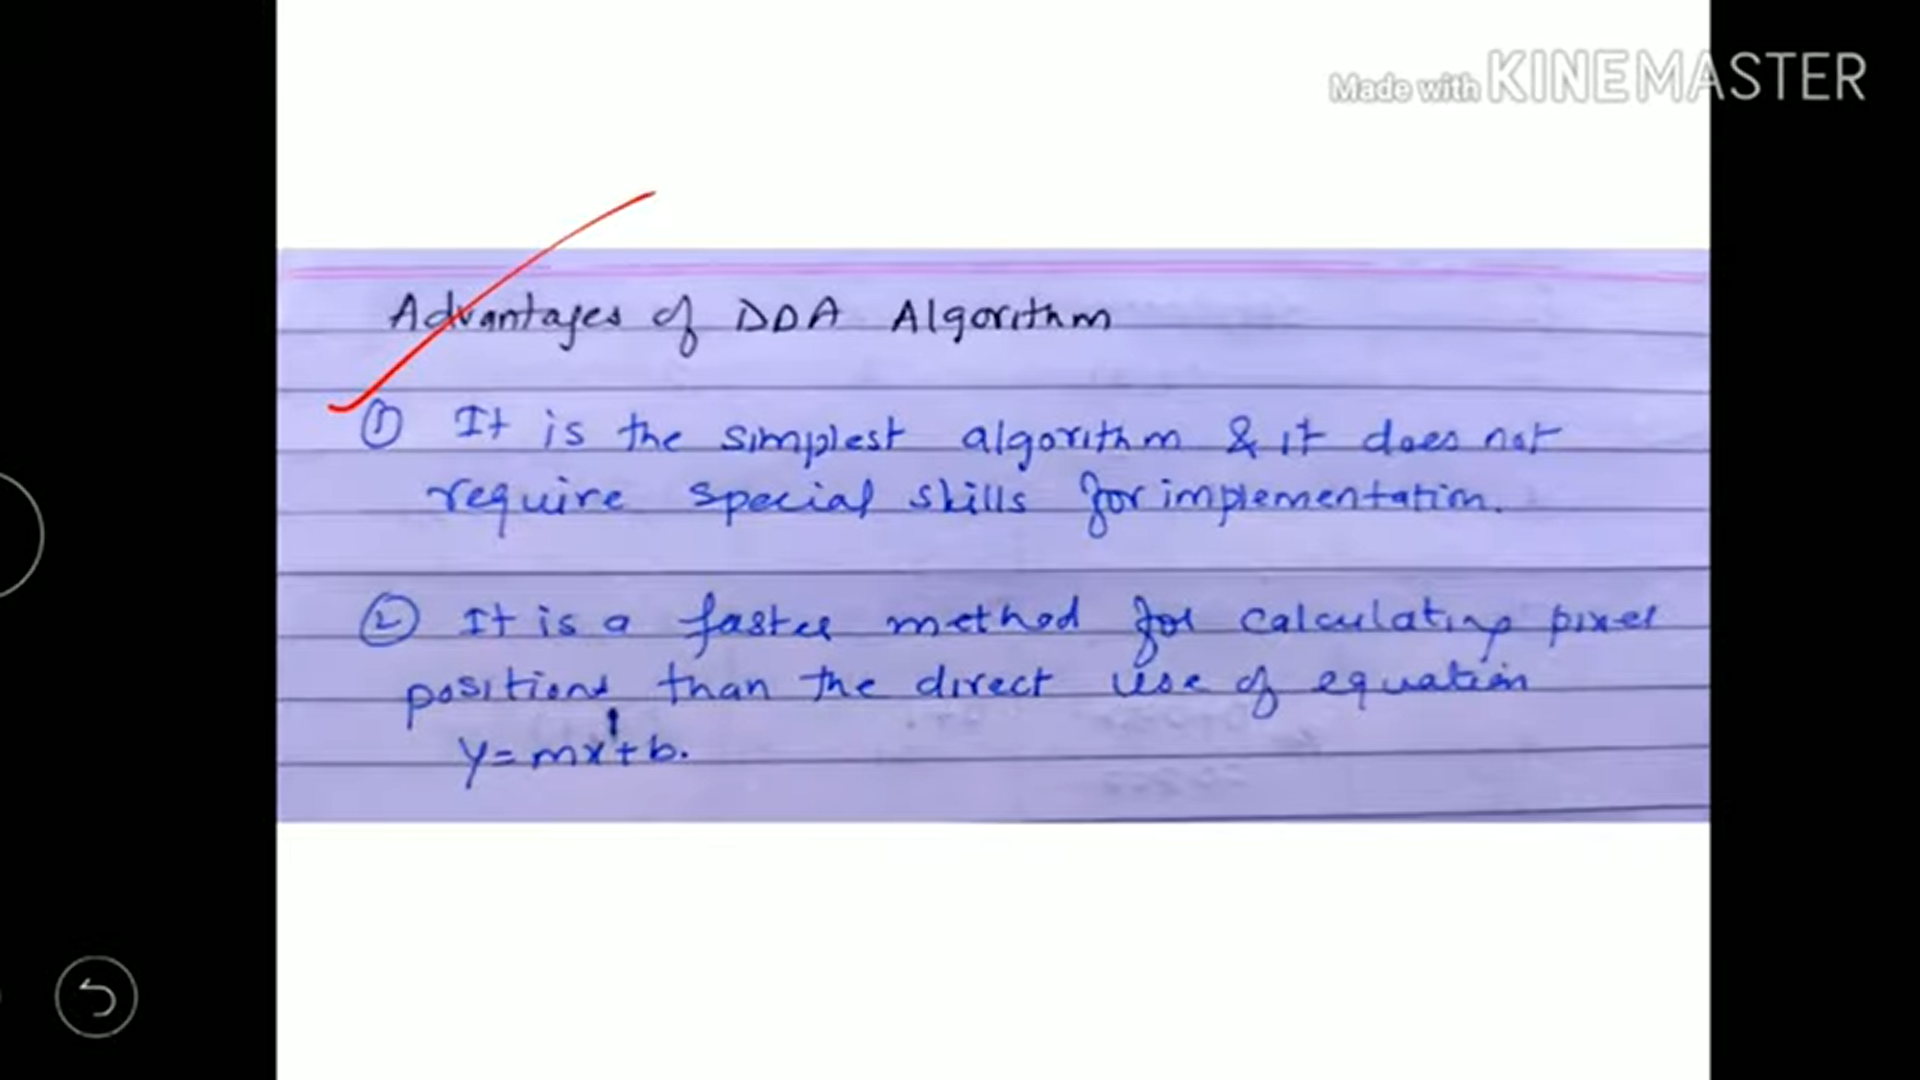 Made with KINEMASTER
Advantages of DDA Algorithm
① It is the simplest algorithm & it does not
require special skills for implementation.
② It is a faster method for calculating pixel
positions than the direct use of equation
y=mx+b.